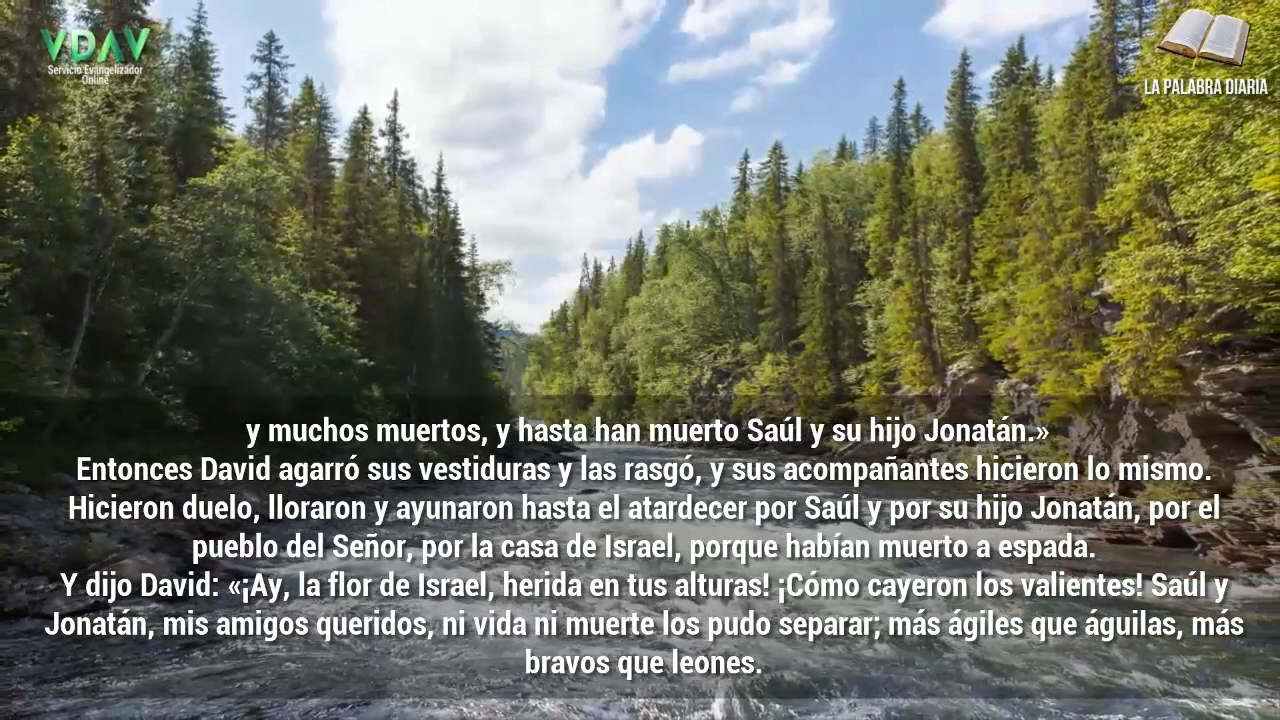 VDAV
Servicio Evangelizador
Online
LA PALABRA DIARIA
y muchos muertos, y hasta han muerto Saúl y su hijo Jonatán.»
Entonces David agarró sus vestiduras y las rasgó, y sus acompañantes hicieron lo mismo.
Hicieron duelo, lloraron y ayunaron hasta el atardecer por Saúl y por su hijo Jonatán, por el
pueblo del Señor, por la casa de Israel, porque habían muerto a espada.
Y dijo David: «¡Ay, la flor de Israel, herida en tus alturas! ¡Cómo cayeron los valientes! Saúl y
Jonatán, mis amigos queridos, ni vida ni muerte los pudo separar; más ágiles que águilas, más
bravos que leones.